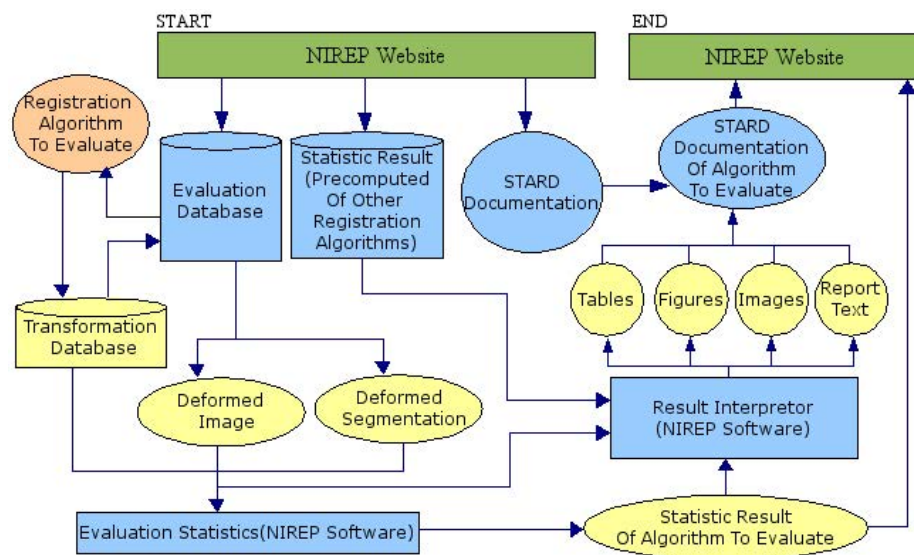 START
END
NIREP Website
NIREP Website
Registration
Algorithm
To Evaluate
Evaluation
Database
Statistic Result
(Precomputed
Of Other
Registration
Algorithms)
STARD
Documentation
STARD
Documentation
Of Algorithm
To Evaluate
Tables
Figures
Images
Report
Text
Transformation
Database
Deformed
Image
Deformed
Segmentation
Result Interpretor
(NIREP Software)
Evaluation Statistics(NIREP Software)
Statistic Result
Of Algorithm To Evaluate